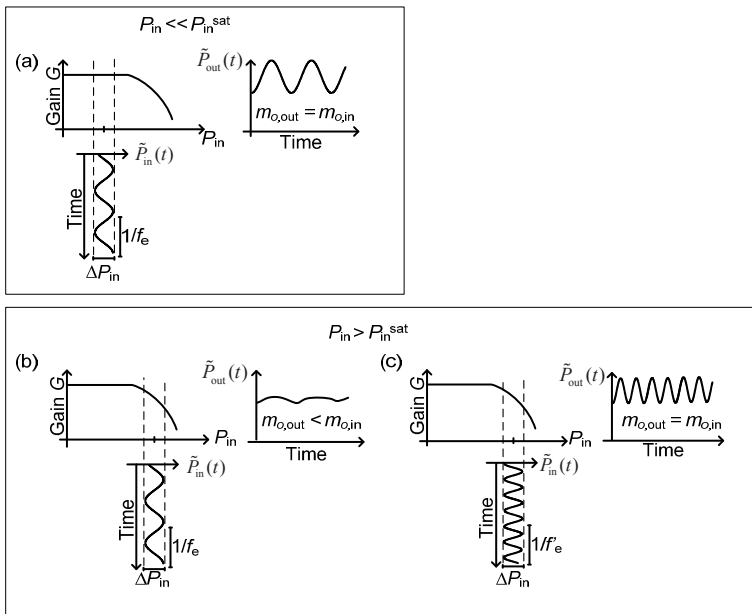 P_in << P_in^sat
(a)
Gain G
P_in
P̃_in(t)
Time
1/f_e
ΔP_in
P̃_out(t)
m_o,out = m_o,in
Time
P_in > P_in^sat
(b)
Gain G
P_in
P̃_in(t)
Time
1/f_e
ΔP_in
P̃_out(t)
m_o,out < m_o,in
Time
(c)
Gain G
P_in
P̃_in(t)
Time
1/f'_e
ΔP_in
P̃_out(t)
m_o,out = m_o,in
Time